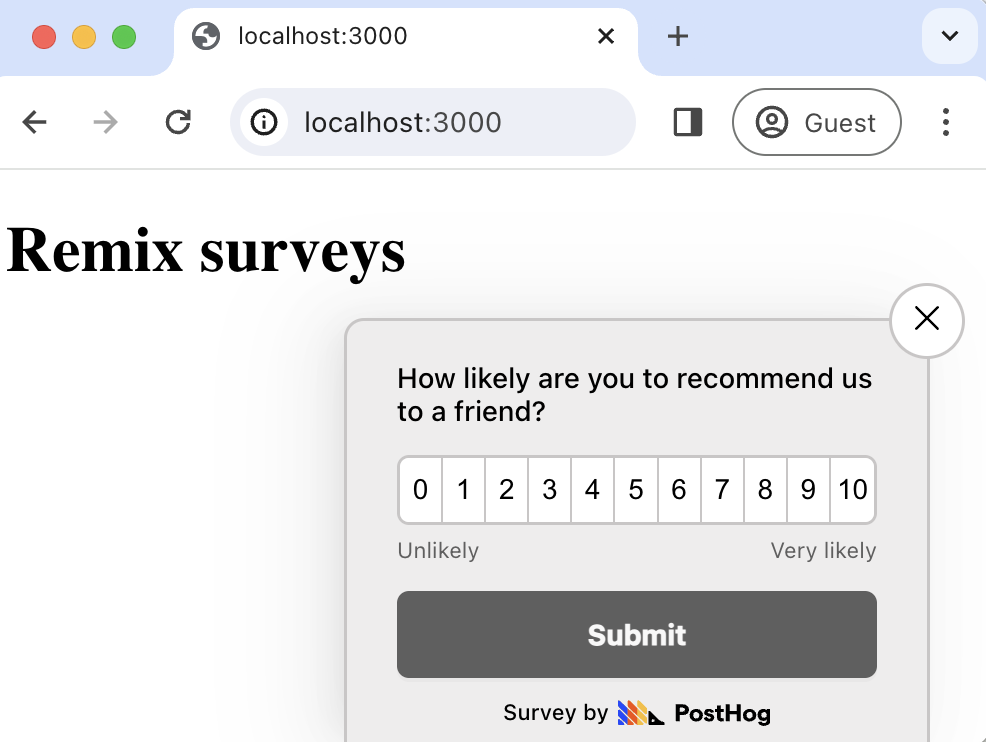 localhost:3000
localhost:3000
Guest
Remix surveys
How likely are you to recommend us
to a friend?
0 1 2 3 4 5 6 7 8 9 10
Unlikely Very likely
Submit
Survey by PostHog